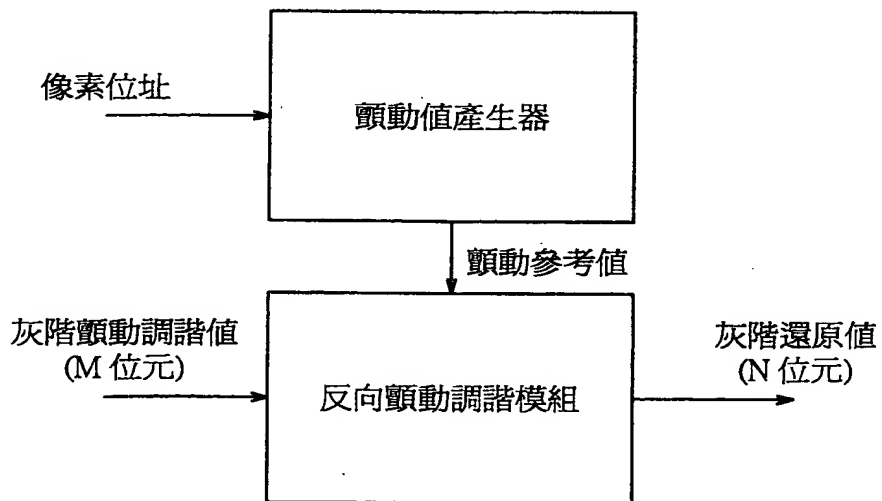 像素位址
顫動值產生器
顫動參考值
灰階顫動調諧值
(M 位元)
反向顫動調諧模組
灰階還原值
(N 位元)